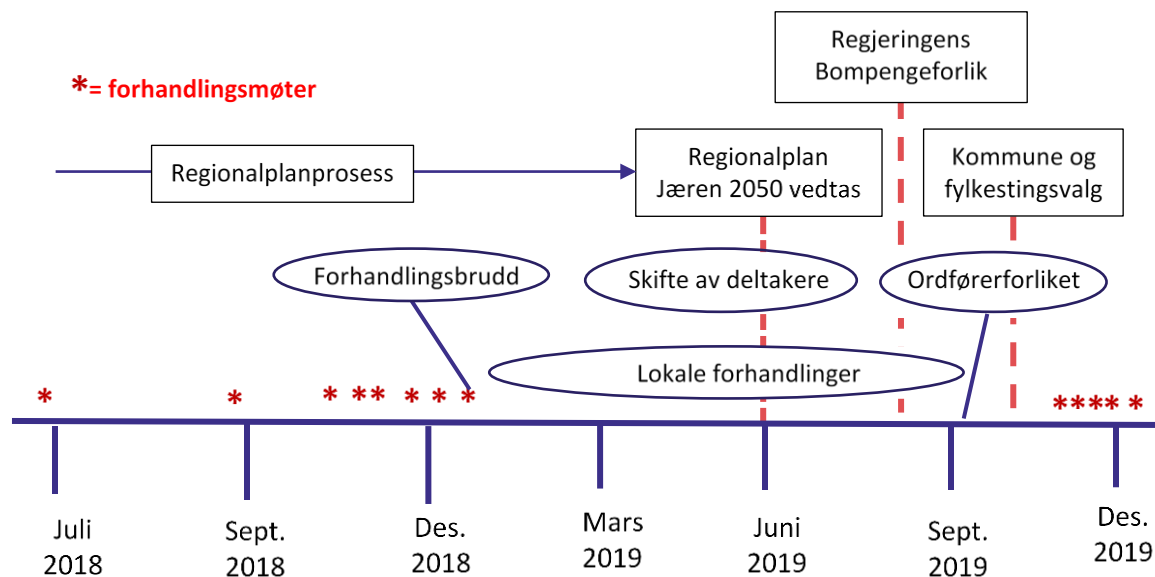 Regjeringens
Bompengeforlik
*= forhandlingsmøter
Regionalplanprosess
Regionalplan
Jæren 2050 vedtas
Kommune og
fylkestingsvalg
Forhandlingsbrudd
Skifte av deltakere
Ordførerforliket
Lokale forhandlinger
* * * ** * * * **** *
Juli
2018
Sept.
2018
Des.
2018
Mars
2019
Juni
2019
Sept.
2019
Des.
2019